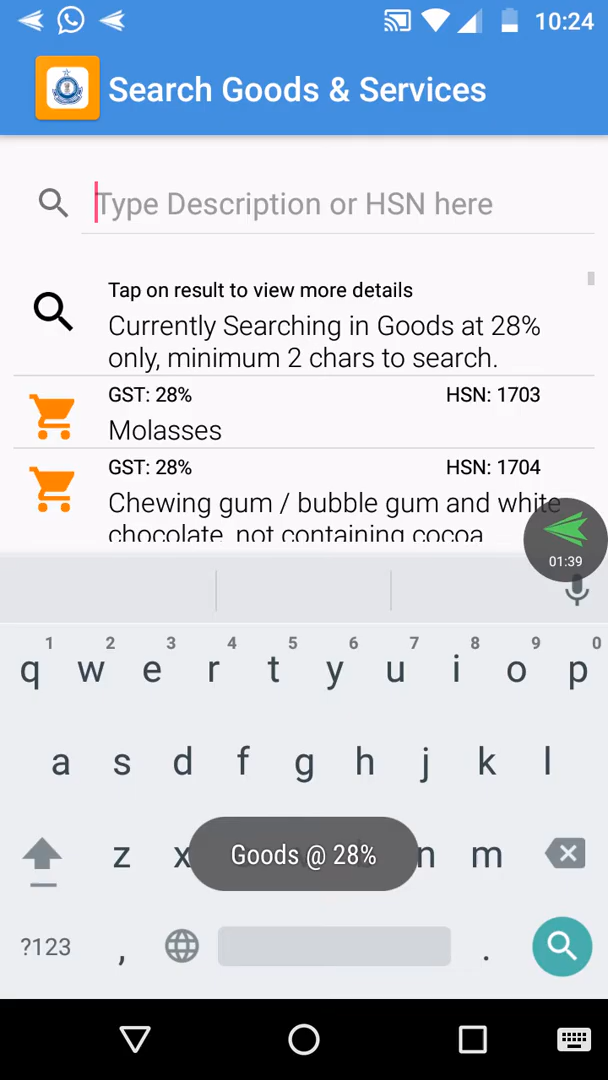 10:24
Search Goods & Services
Type Description or HSN here
Tap on result to view more details
Currently Searching in Goods at 28%
only, minimum 2 chars to search.
GST: 28% HSN: 1703
Molasses
GST: 28% HSN: 1704
Chewing gum / bubble gum and white
chocolate, not containing cocoa
01:39
1 2 3 4 5 6 7 8 9 0
q w e r t y u i o p
a s d f g h j k l
z x n m
Goods @ 28%
?123 , .